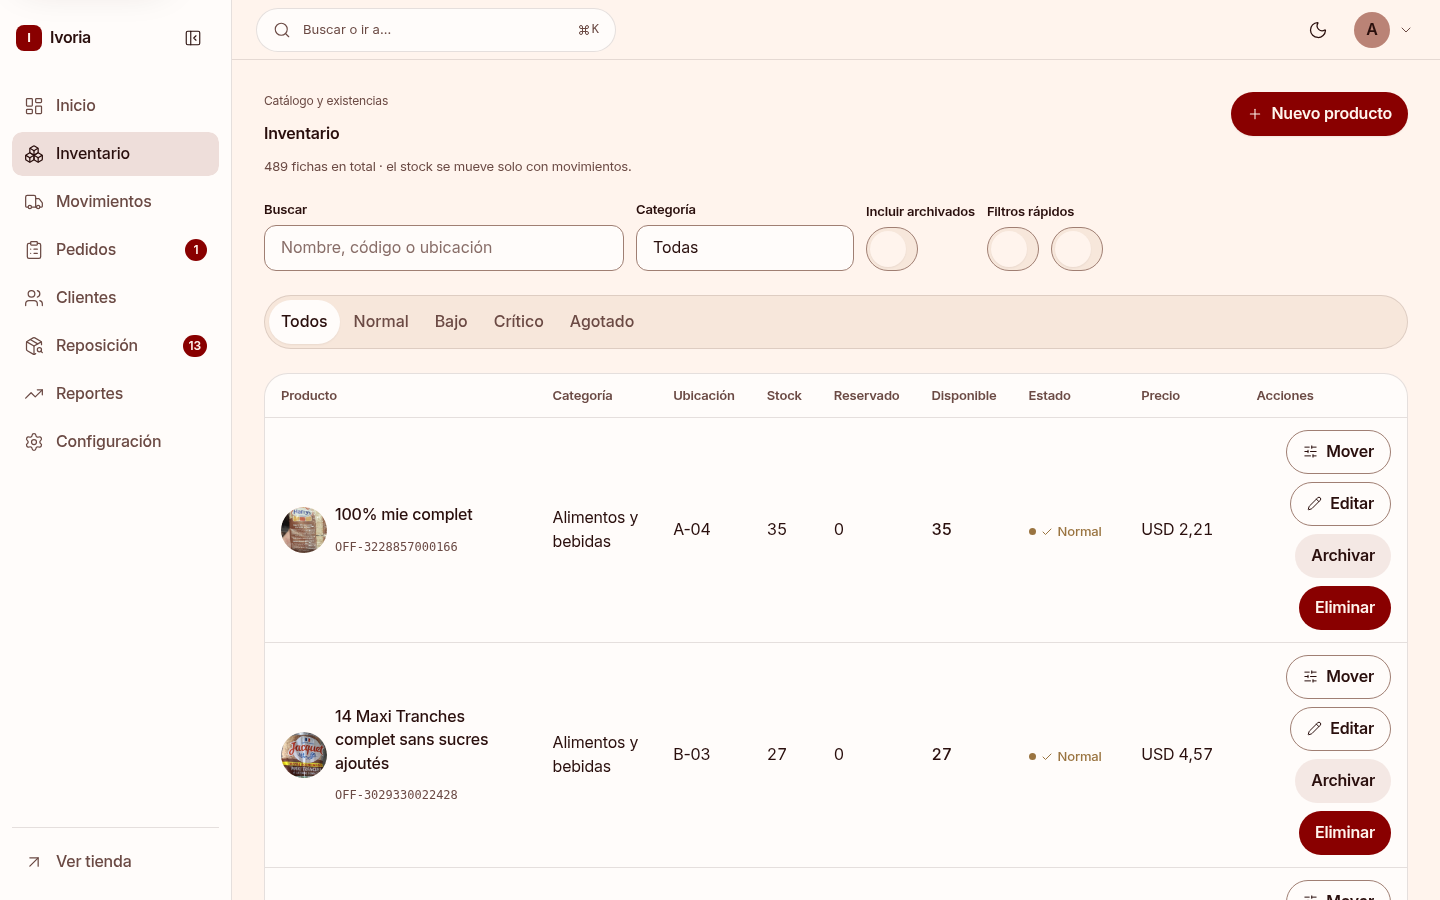 I Ivoria
Buscar o ir a... ⌘K
A
Inicio
Inventario
Movimientos
Pedidos 1
Clientes
Reposición 13
Reportes
Configuración
Ver tienda
Catálogo y existencias
Inventario
489 fichas en total · el stock se mueve solo con movimientos.
Nuevo producto
Buscar
Nombre, código o ubicación
Categoría
Todas
Incluir archivados
Filtros rápidos
Todos Normal Bajo Crítico Agotado
Producto Categoría Ubicación Stock Reservado Disponible Estado Precio Acciones
100% mie complet
OFF-3228857000166
Alimentos y
bebidas
A-04 35 0 35 Normal USD 2,21
Mover
Editar
Archivar
Eliminar
14 Maxi Tranches
complet sans sucres
ajoutés
OFF-3029330022428
Jacquet
Alimentos y
bebidas
B-03 27 0 27 Normal USD 4,57
Mover
Editar
Archivar
Eliminar
Mover